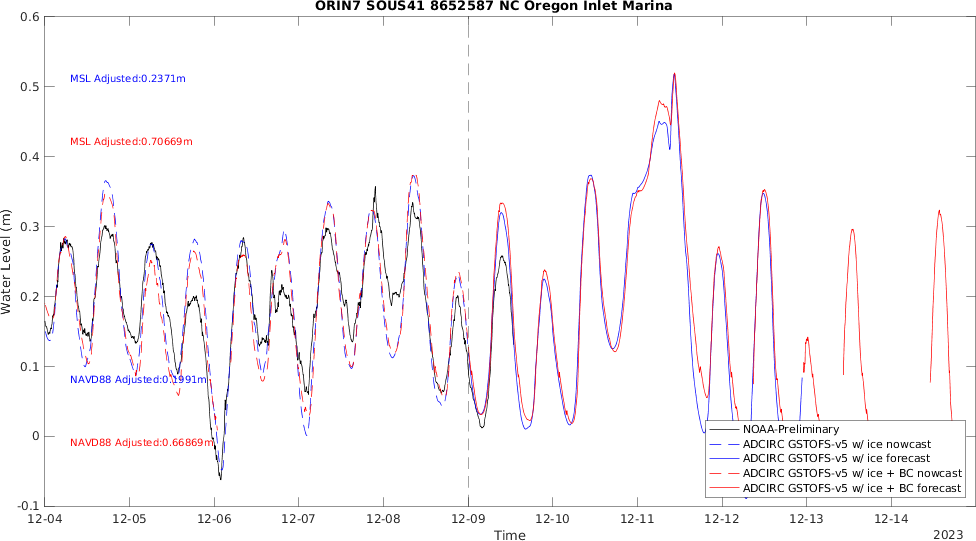 ORIN7 SOUS41 8652587 NC Oregon Inlet Marina
0.6
0.5
0.4
0.3
0.2
0.1
0
-0.1
Water Level (m)
MSL Adjusted:0.2371m
MSL Adjusted:0.70669m
NAVD88 Adjusted:0.1991m
NAVD88 Adjusted:0.66869m
NOAA-Preliminary
ADCIRC GSTOFS-v5 w/ ice nowcast
ADCIRC GSTOFS-v5 w/ ice forecast
ADCIRC GSTOFS-v5 w/ ice + BC nowcast
ADCIRC GSTOFS-v5 w/ ice + BC forecast
12-04 12-05 12-06 12-07 12-08 12-09 12-10 12-11 12-12 12-13 12-14
Time
2023